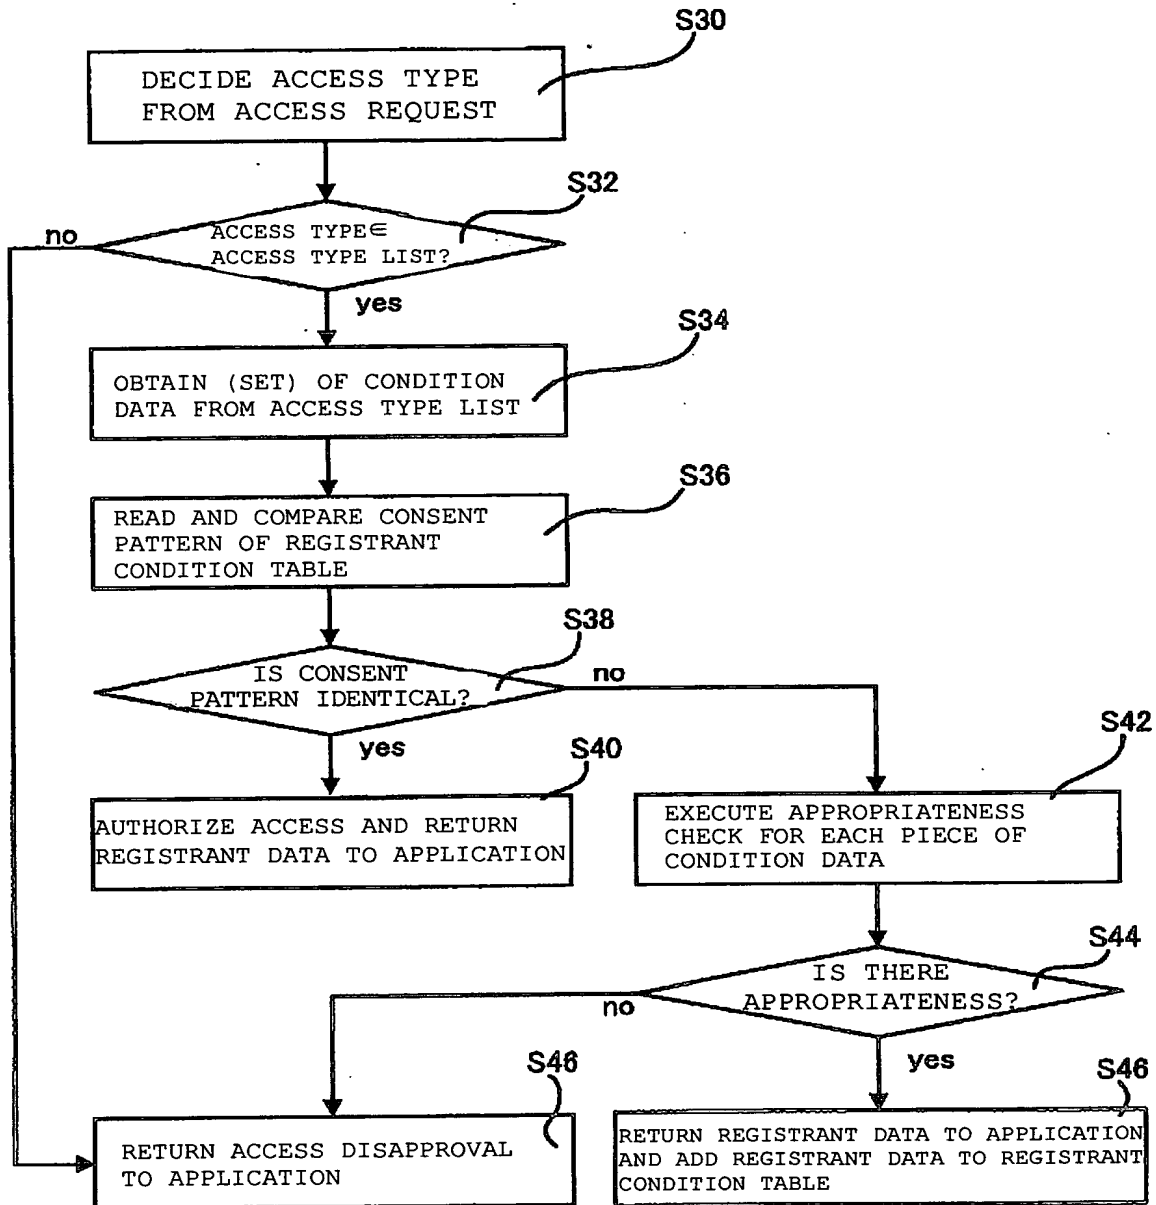 S30
DECIDE ACCESS TYPE
FROM ACCESS REQUEST
S32
no
ACCESS TYPE∈
ACCESS TYPE LIST?
yes
S34
OBTAIN (SET) OF CONDITION
DATA FROM ACCESS TYPE LIST
S36
READ AND COMPARE CONSENT
PATTERN OF REGISTRANT
CONDITION TABLE
S38
IS CONSENT
PATTERN IDENTICAL?
no
yes
S40
S42
AUTHORIZE ACCESS AND RETURN
REGISTRANT DATA TO APPLICATION
EXECUTE APPROPRIATENESS
CHECK FOR EACH PIECE OF
CONDITION DATA
S44
IS THERE
APPROPRIATENESS?
no
yes
S46
RETURN ACCESS DISAPPROVAL
TO APPLICATION
S46
RETURN REGISTRANT DATA TO APPLICATION
AND ADD REGISTRANT DATA TO REGISTRANT
CONDITION TABLE